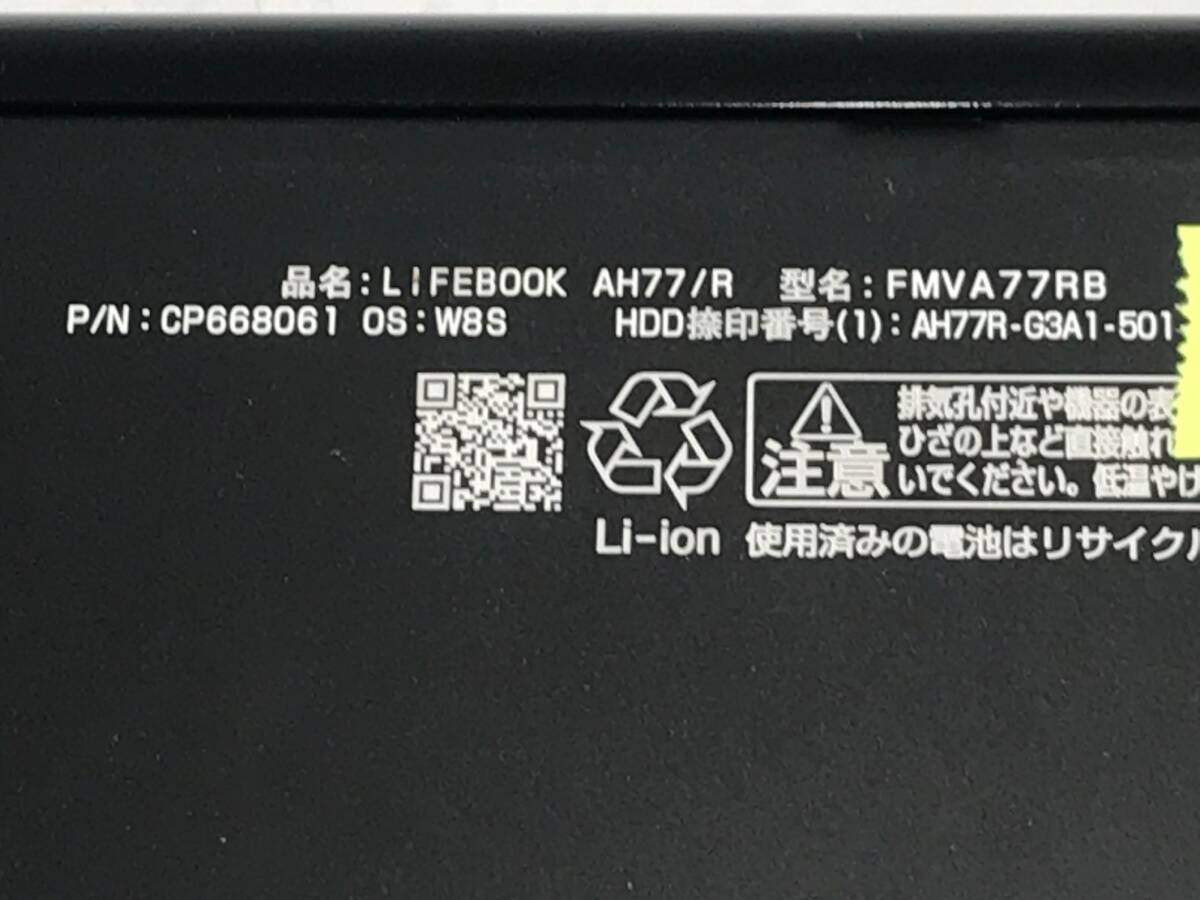 品名：LIFEBOOK AH77/R 型名：FMVA77RB
P/N：CP668061 OS：W8S HDD捺印番号(1)：AH77R-G3A1-501
注意
排気孔付近や機器の表
ひざの上など直接触れ
いでください。低温やけ
Li-ion 使用済みの電池はリサイクル